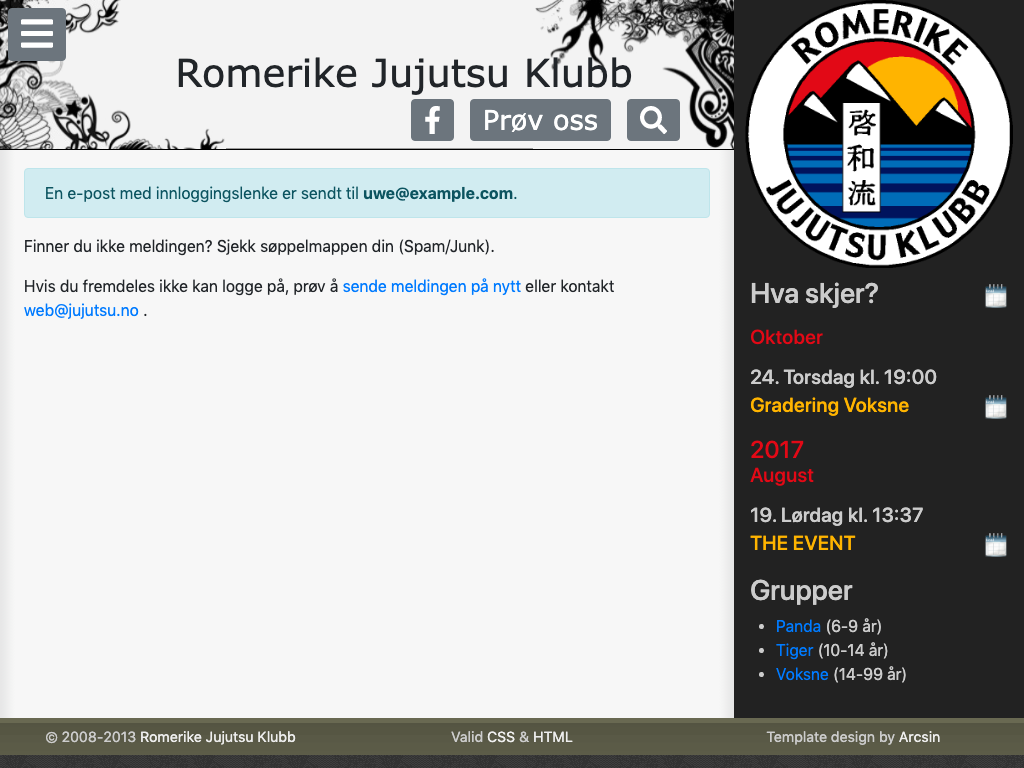 Romerike Jujutsu Klubb
Prøv oss
En e-post med innloggingslenke er sendt til uwe@example.com.
Finner du ikke meldingen? Sjekk søppelmappen din (Spam/Junk).
Hvis du fremdeles ikke kan logge på, prøv å sende meldingen på nytt eller kontakt
web@jujutsu.no .
ROMERIKE
啓和流
JUJUTSU KLUBB
Hva skjer?
Oktober
24. Torsdag kl. 19:00
Gradering Voksne
2017
August
19. Lørdag kl. 13:37
THE EVENT
Grupper
Panda (6-9 år)
Tiger (10-14 år)
Voksne (14-99 år)
© 2008-2013 Romerike Jujutsu Klubb
Valid CSS & HTML
Template design by Arcsin